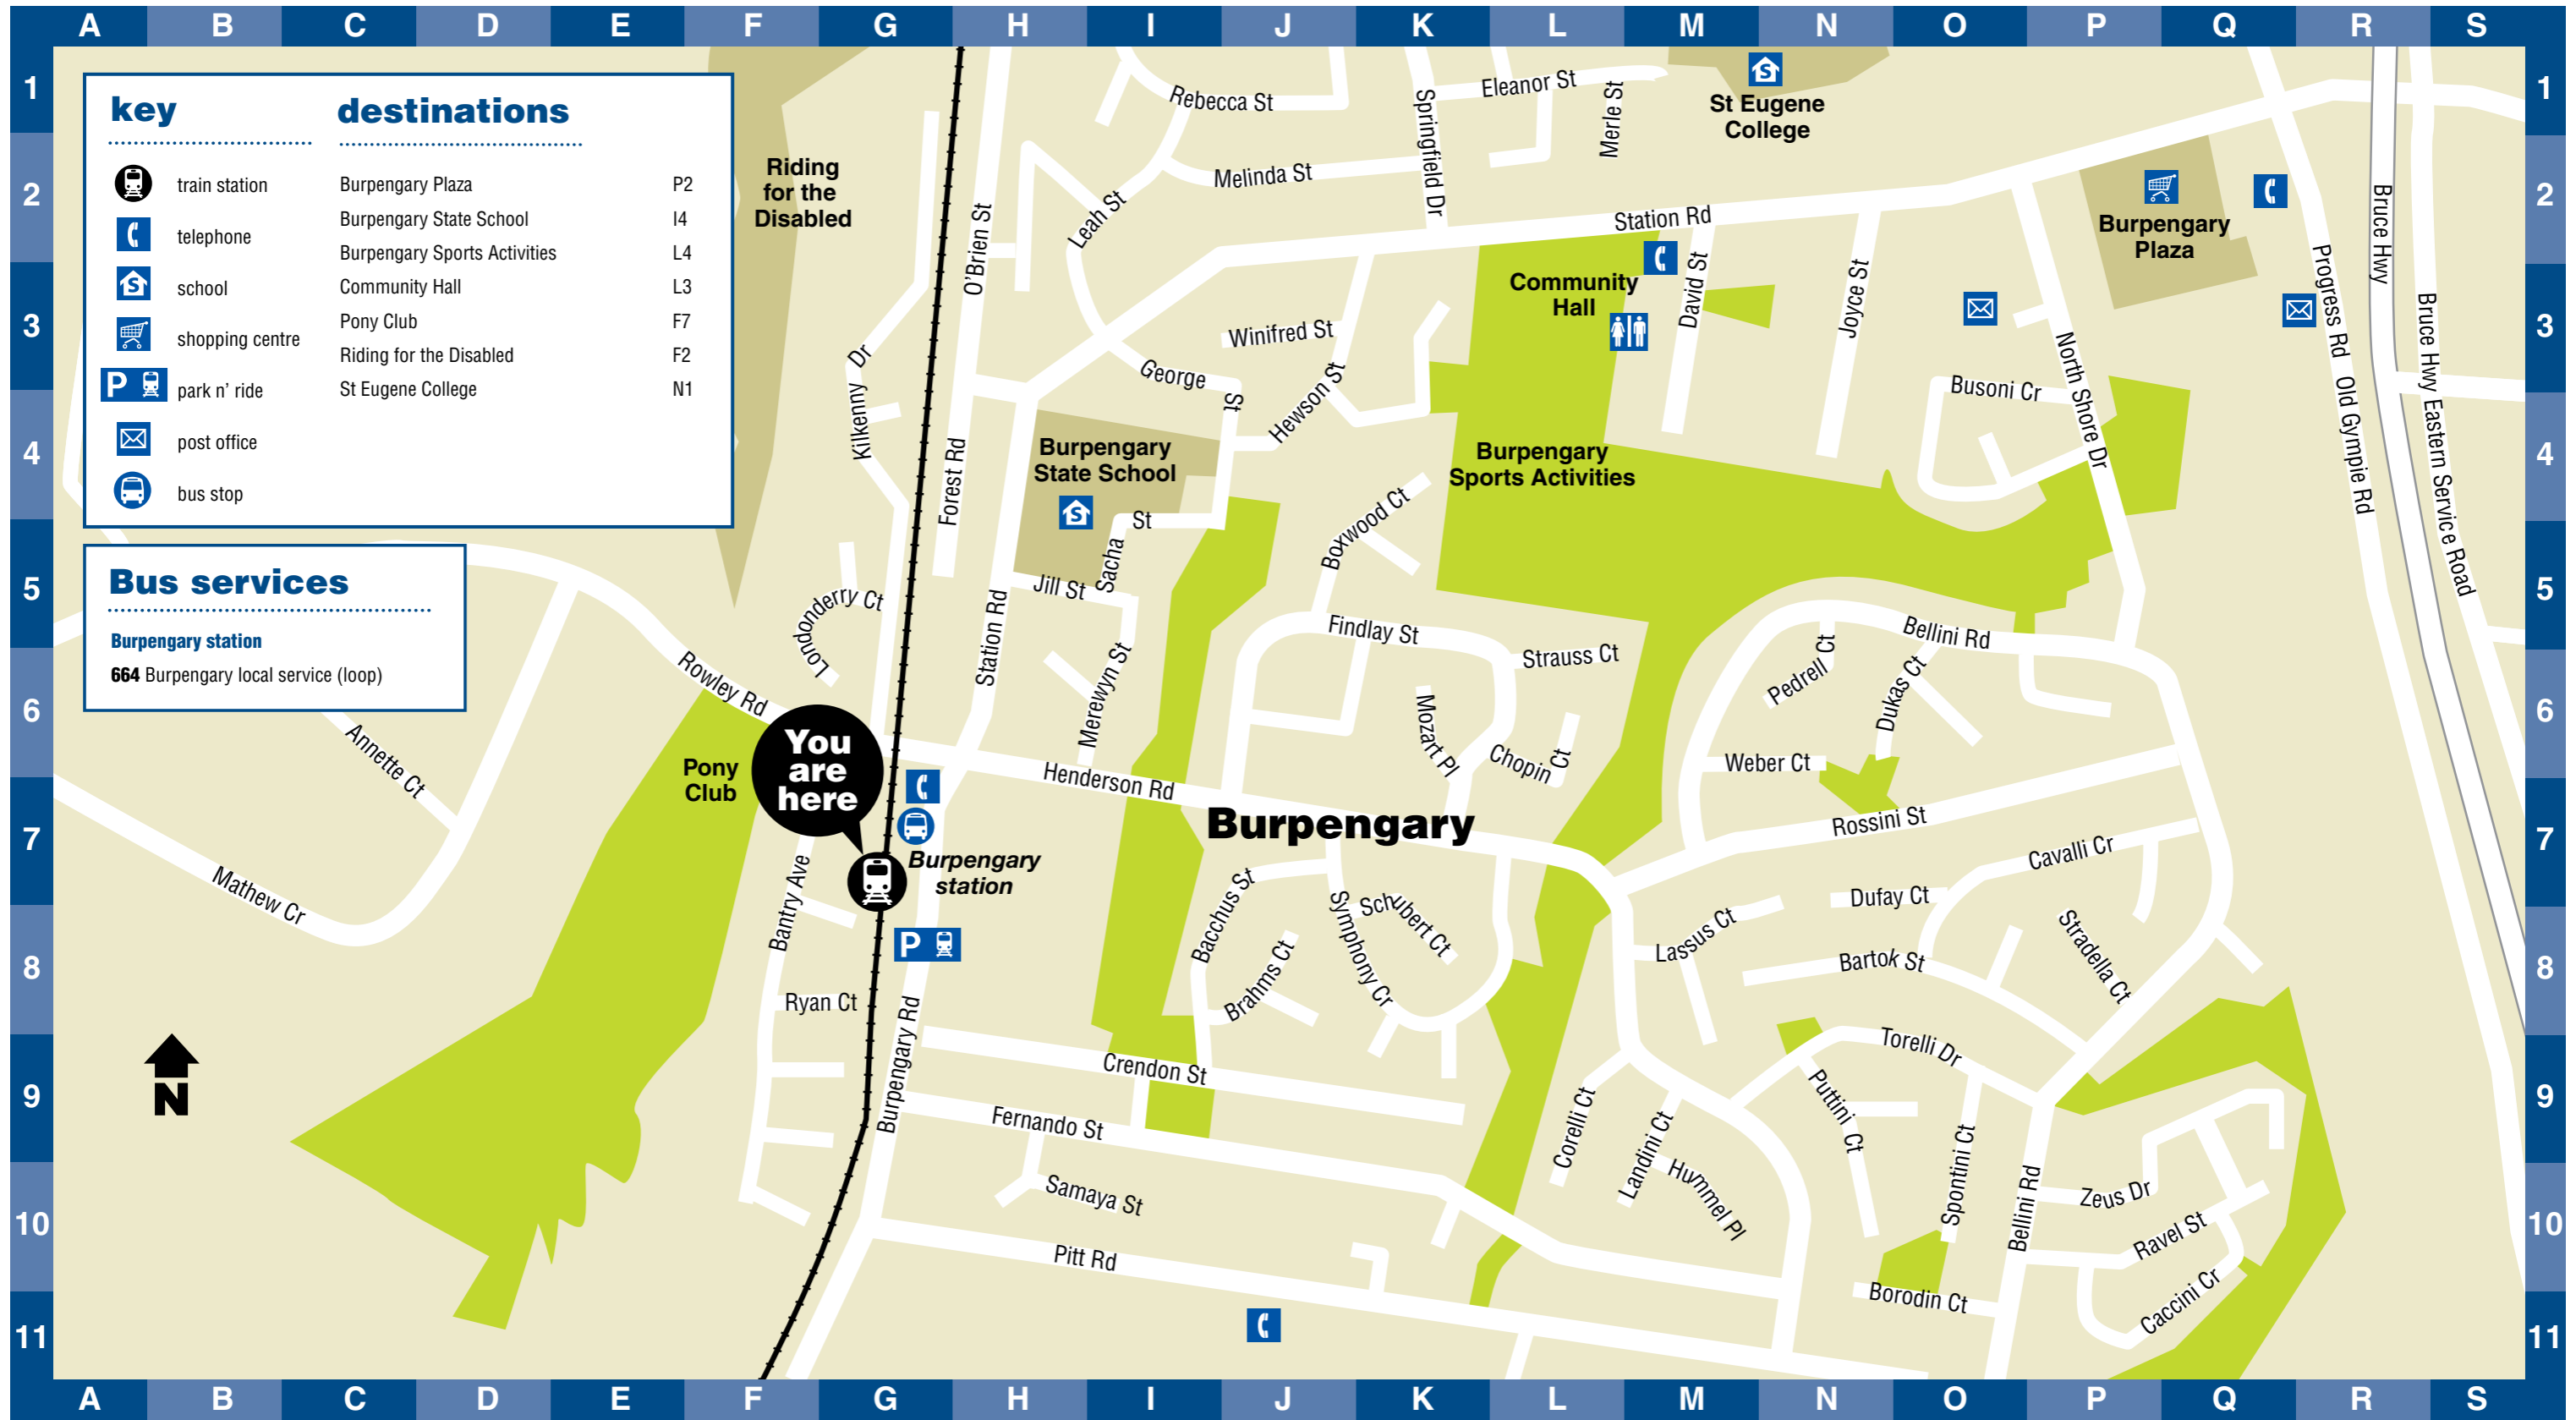 A B C D E F G H I J K L M N O P Q R S
1
2
3
4
5
6
7
8
9
10
11
key
train station
telephone
school
shopping centre
park n' ride
post office
bus stop
destinations
Burpengary Plaza P2
Burpengary State School I4
Burpengary Sports Activities L4
Community Hall L3
Pony Club F7
Riding for the Disabled F2
St Eugene College N1
Bus services
Burpengary station
664 Burpengary local service (loop)
Riding
for the
Disabled
Rebecca St
Eleanor St
Springfield Dr
Merle St
S
St Eugene
College
Melinda St
Leah St
O'Brien St
Station Rd
Burpengary
Plaza
Bruce Hwy
Progress Rd
Bruce Hwy Eastern Service Road
Old Gympie Rd
Community
Hall
David St
Joyce St
Winifred St
George St
Hewson St
Kilkenny Dr
North Shore Dr
Busoni Cr
Forest Rd
Burpengary
State School
S
Burpengary
Sports Activities
Sacha St
Boxwood Ct
Jill St
Londonderry Ct
Station Rd
Findlay St
Strauss Ct
Bellini Rd
Pedrell Ct
Dukas Ct
Merewyn St
Mozart Pl
Chopin Ct
Weber Ct
Rowley Rd
Annette Ct
Pony
Club
You
are
here
Henderson Rd
Burpengary
Rossini St
Cavalli Cr
Mathew Cr
Bantry Ave
Burpengary
station
P
Bacchus St
Symphony Cr
Schubert Ct
Dufay Ct
Lassus Ct
Bartok St
Stradella Ct
Brahms Ct
Ryan Ct
Burpengary Rd
N
Crendon St
Torelli Dr
Puttini Ct
Fernando St
Corelli Ct
Landini Ct
Hummel Pl
Spontini Ct
Bellini Rd
Zeus Dr
Samaya St
Ravel St
Pitt Rd
Borodin Ct
Caccini Cr
1
2
3
4
5
6
7
8
9
10
11
A B C D E F G H I J K L M N O P Q R S